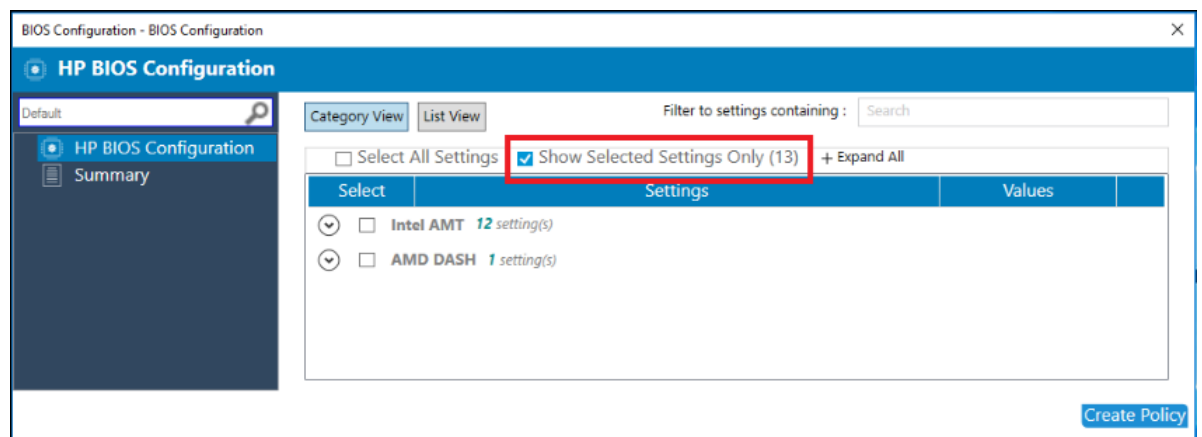 BIOS Configuration - BIOS Configuration
HP BIOS Configuration
Default
HP BIOS Configuration
Summary
Category View List View Filter to settings containing : Search
Select All Settings Show Selected Settings Only (13) + Expand All
Select Settings Values
Intel AMT 12 setting(s)
AMD DASH 1 setting(s)
Create Policy